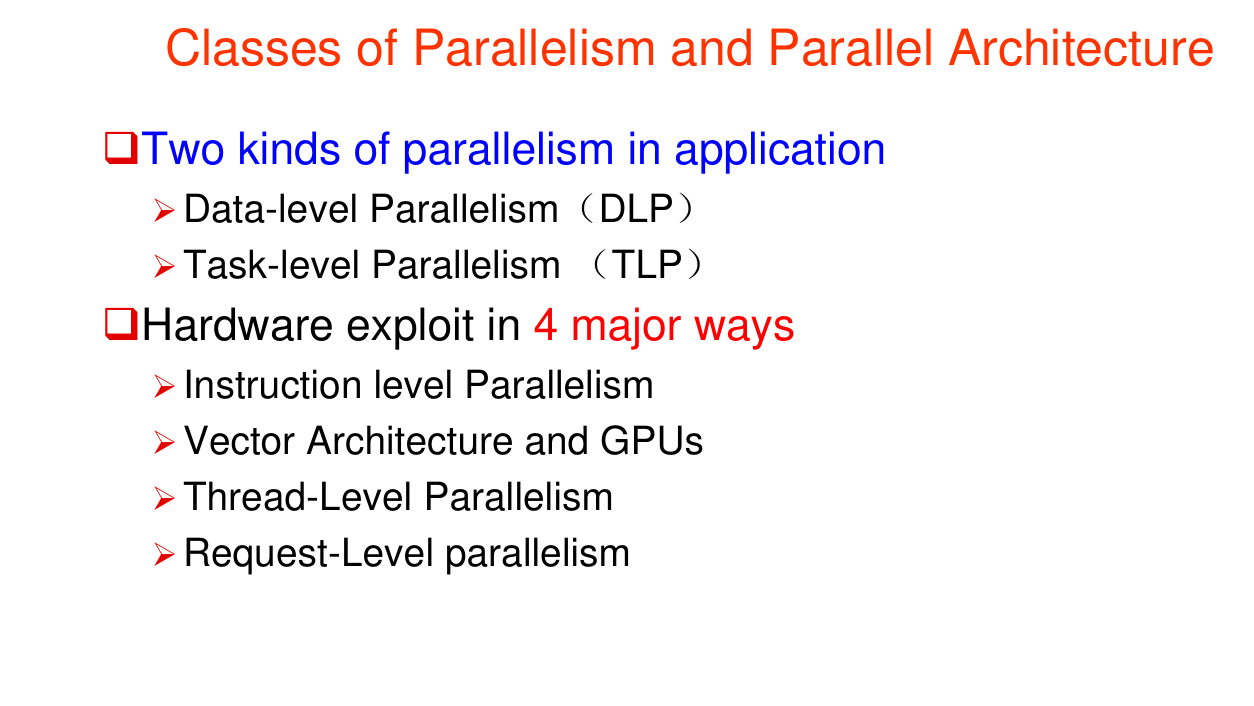 Classes of Parallelism and Parallel Architecture
Two kinds of parallelism in application
Data-level Parallelism（DLP）
Task-level Parallelism （TLP）
Hardware exploit in 4 major ways
Instruction level Parallelism
Vector Architecture and GPUs
Thread-Level Parallelism
Request-Level parallelism